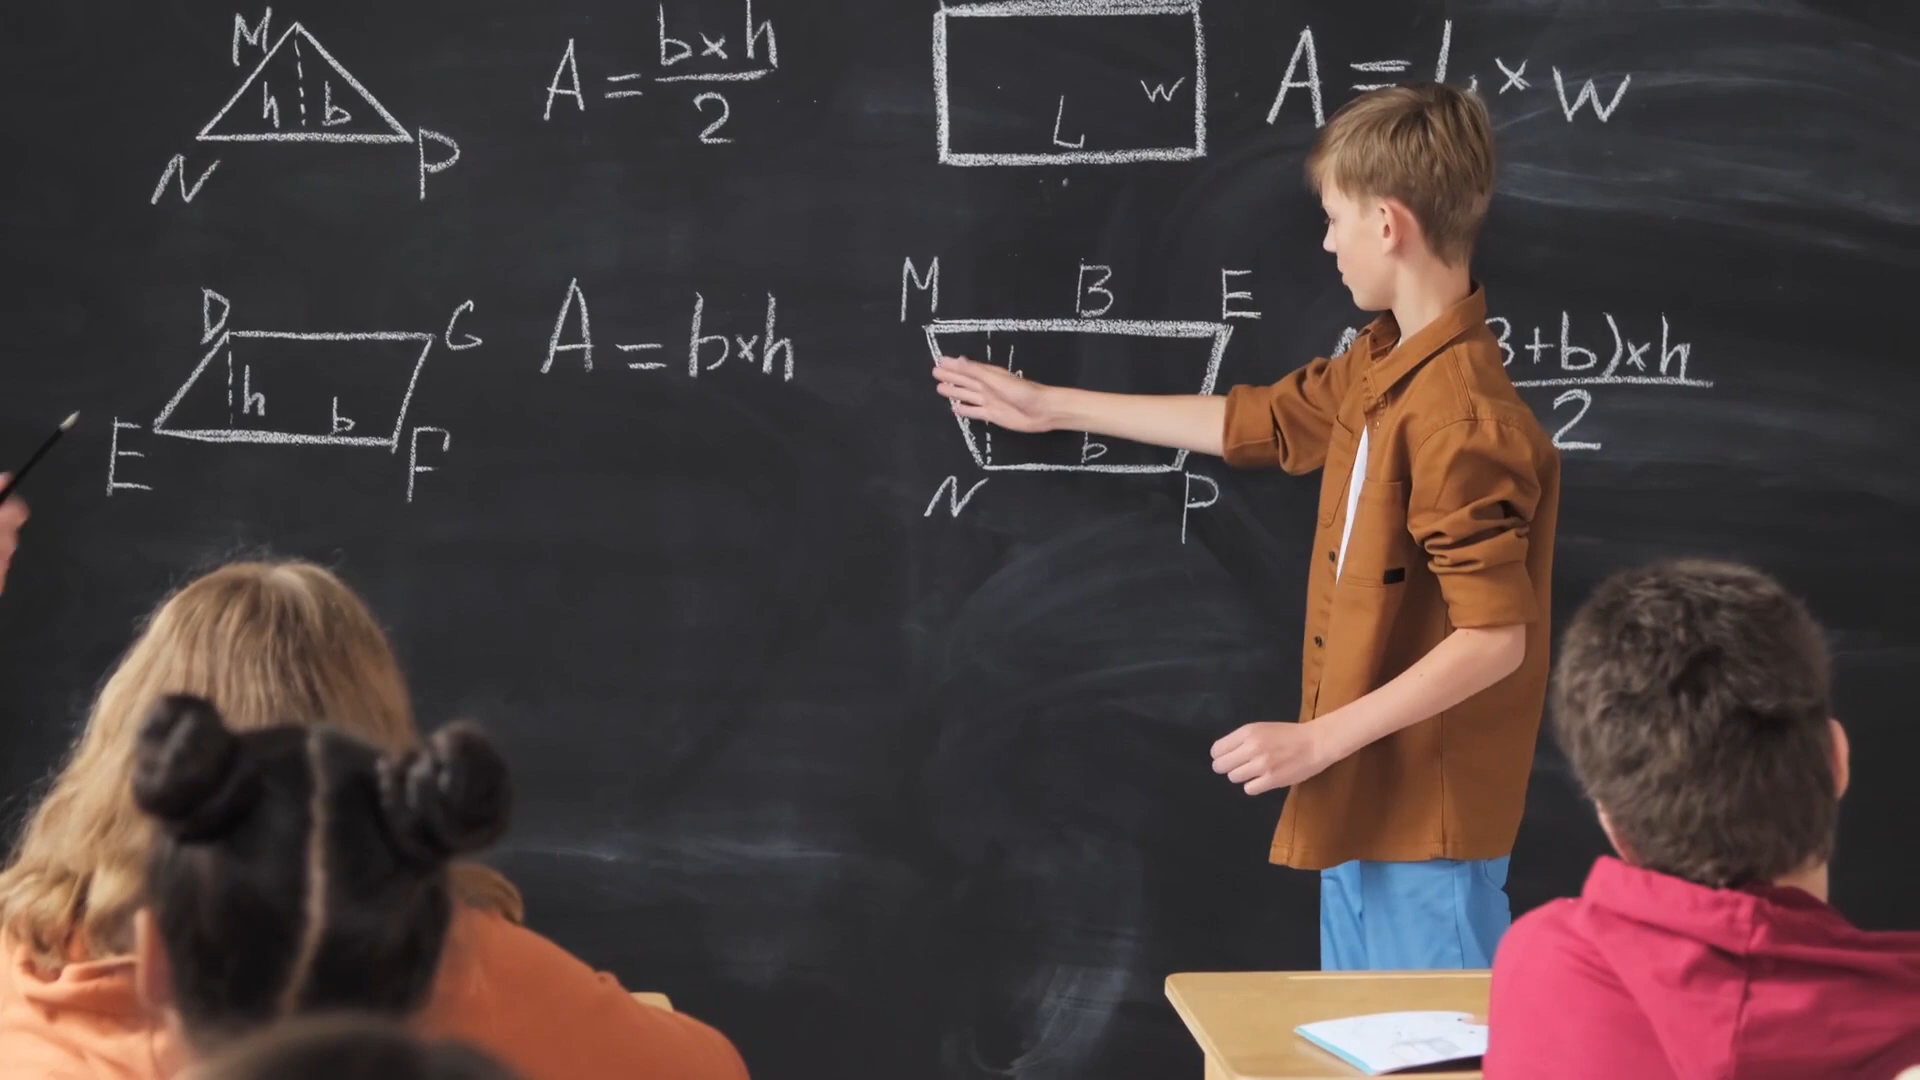 M
h b
N P
A = b×h
2
W
L
A = L × W
D G
h
b
E F
A = b×h
M B E
h
b
N P
+b)×h
2